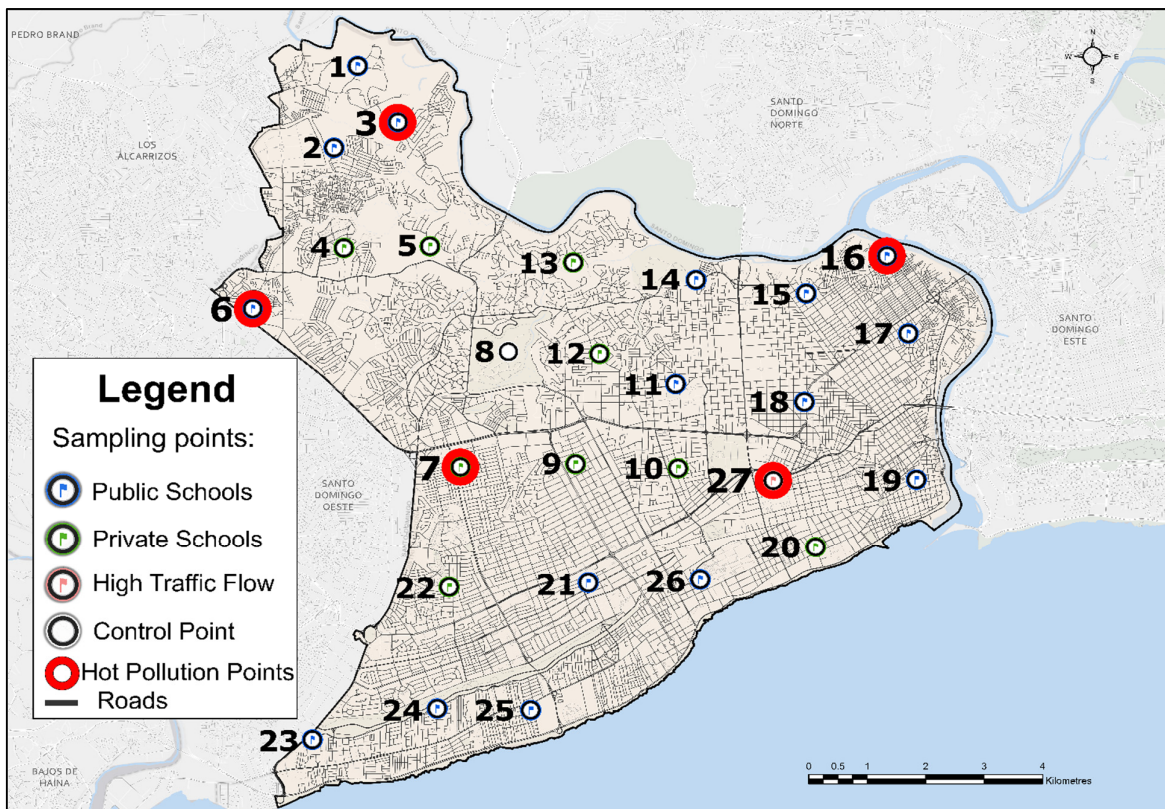 PEDRO BRAND
N
W E
S
1
SANTO
DOMINGO
NORTE
3
2
LOS
ALCARRIZOS
4
5
13
SANTO DOMINGO
14
16
15
6
17
SANTO
DOMINGO
ESTE
8
12
11
18
Legend
Sampling points:
Public Schools
Private Schools
High Traffic Flow
Control Point
Hot Pollution Points
Roads
7
9
10
27
19
SANTO
DOMINGO
OESTE
20
22
21
26
24
25
23
BAJOS DE
HAINA
0 0.5 1 2 3 4
Kilometres